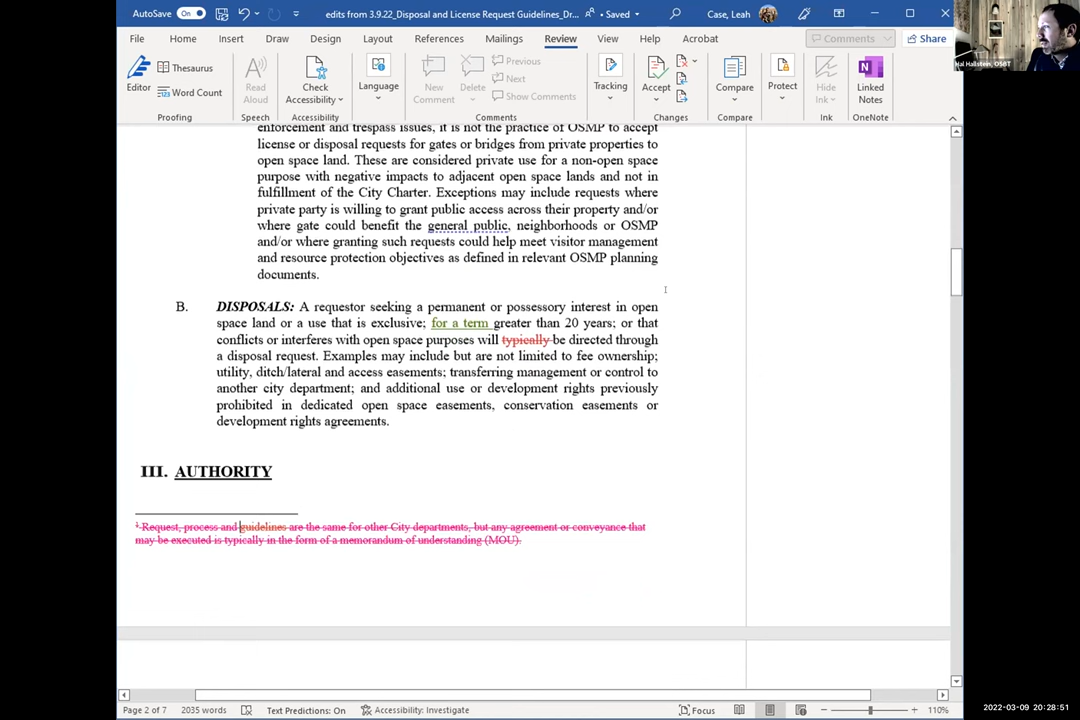 AutoSave On edits from 3.9.22_Disposal and License Request Guidelines_Dr... • Saved Case, Leah
File Home Insert Draw Design Layout References Mailings Review View Help Acrobat Comments Share
Editor Thesaurus Word Count Read Aloud Check Accessibility Language New Comment Delete Previous Next Show Comments Tracking Accept Compare Protect Hide Ink Linked Notes
Proofing Speech Accessibility Comments Changes Compare Ink OneNote
Hal Hallstein, OSBT
enforcement and trespass issues, it is not the practice of OSMP to accept
license or disposal requests for gates or bridges from private properties to
open space land. These are considered private use for a non-open space
purpose with negative impacts to adjacent open space lands and not in
fulfillment of the City Charter. Exceptions may include requests where
private party is willing to grant public access across their property and/or
where gate could benefit the general public, neighborhoods or OSMP
and/or where granting such requests could help meet visitor management
and resource protection objectives as defined in relevant OSMP planning
documents.
B. DISPOSALS: A requestor seeking a permanent or possessory interest in open
space land or a use that is exclusive; for a term greater than 20 years; or that
conflicts or interferes with open space purposes will typically be directed through
a disposal request. Examples may include but are not limited to fee ownership;
utility, ditch/lateral and access easements; transferring management or control to
another city department; and additional use or development rights previously
prohibited in dedicated open space easements, conservation easements or
development rights agreements.
III. AUTHORITY
1 Request, process and guidelines are the same for other City departments, but any agreement or conveyance that
may be executed is typically in the form of a memorandum of understanding (MOU).
Page 2 of 7 2035 words Text Predictions: On Accessibility: Investigate Focus 110%
2022-03-09 20:28:51